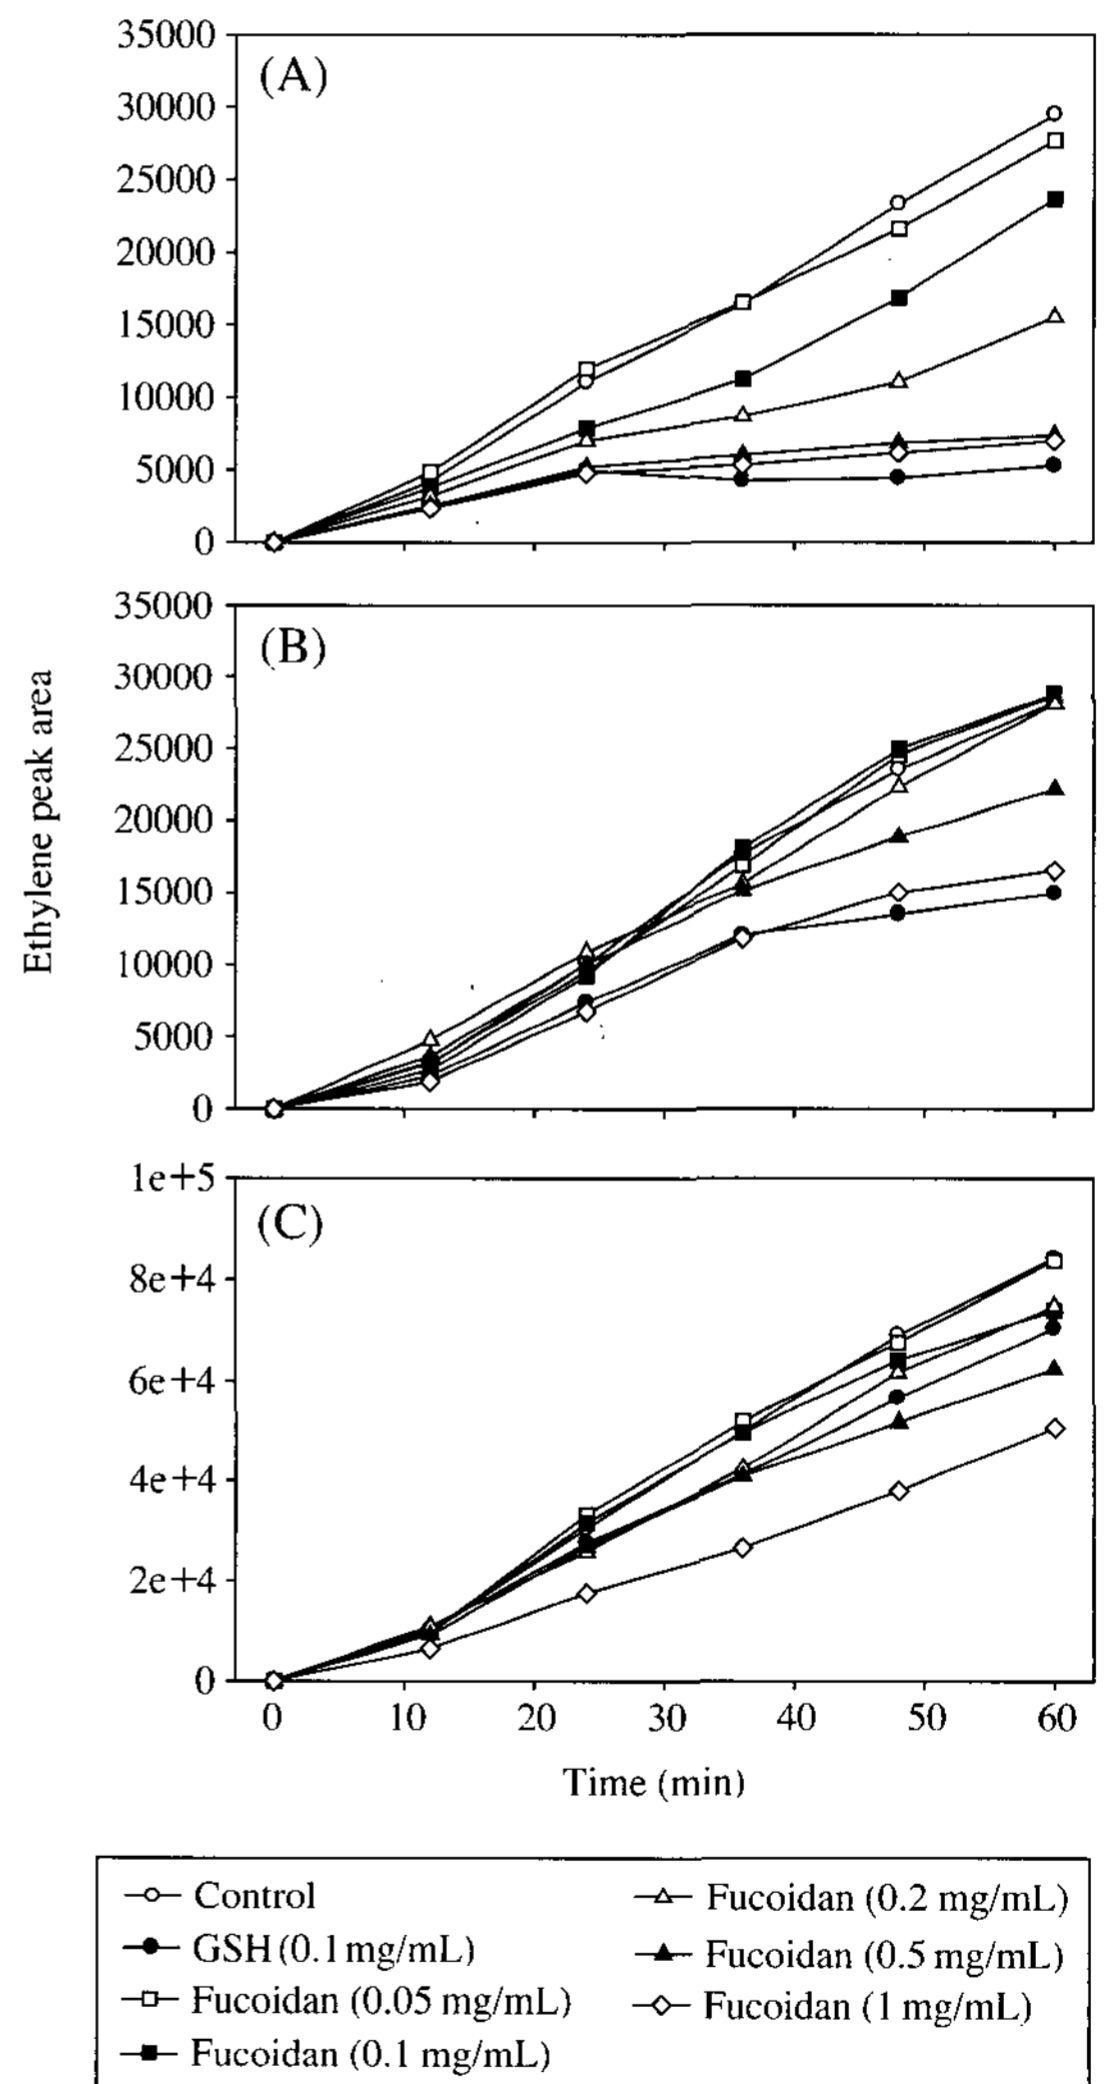 35000
(A)
30000
25000
20000
15000
10000
5000
0
35000
(B)
30000
25000
20000
15000
10000
5000
0
Ethylene peak area
1e+5
(C)
8e+4
6e+4
4e+4
2e+4
0
0 10 20 30 40 50 60
Time (min)
Control
GSH (0.1 mg/mL)
Fucoidan (0.05 mg/mL)
Fucoidan (0.1 mg/mL)
Fucoidan (0.2 mg/mL)
Fucoidan (0.5 mg/mL)
Fucoidan (1 mg/mL)